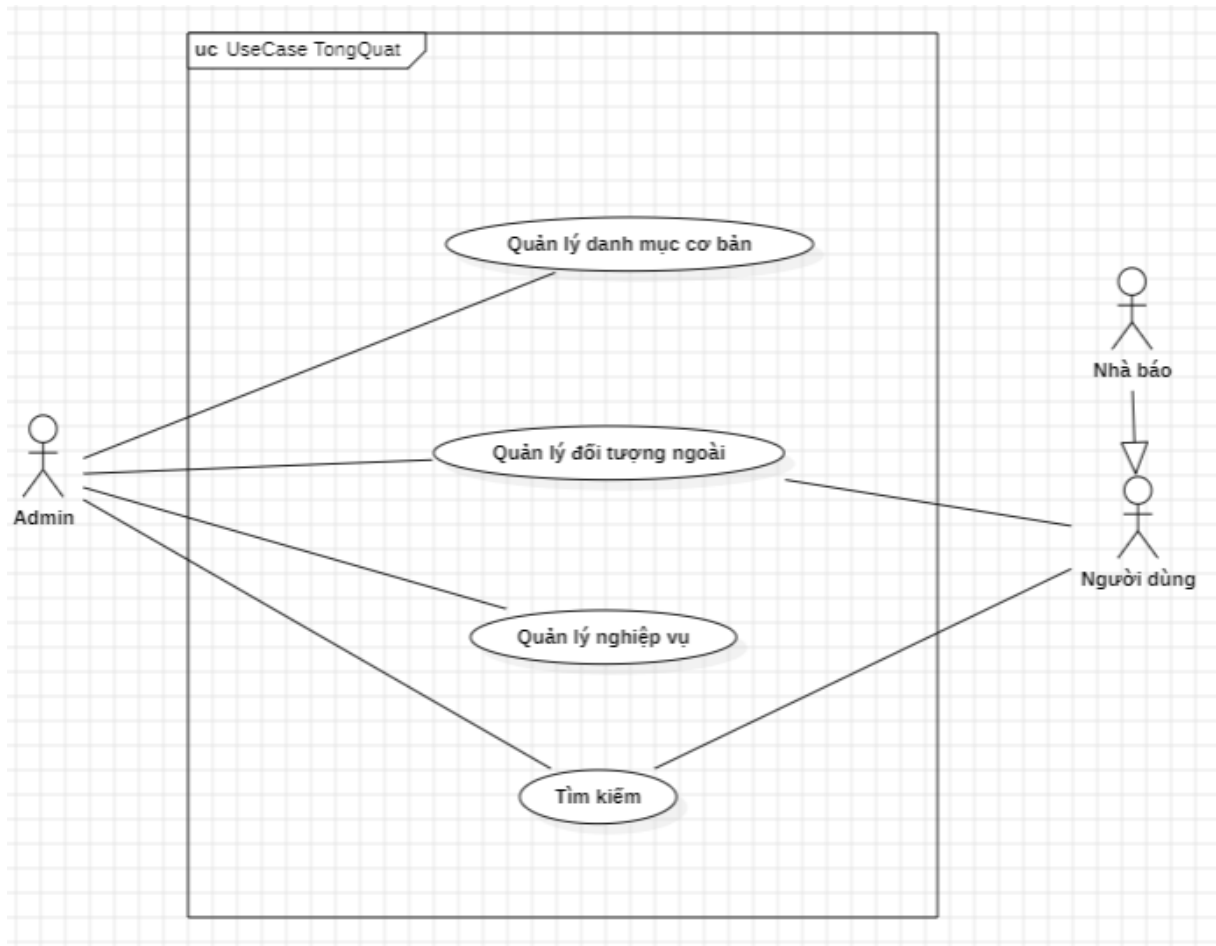 uc UseCase TongQuat
Quản lý danh mục cơ bản
Nhà báo
Quản lý đối tượng ngoài
Admin
Người dùng
Quản lý nghiệp vụ
Tìm kiếm